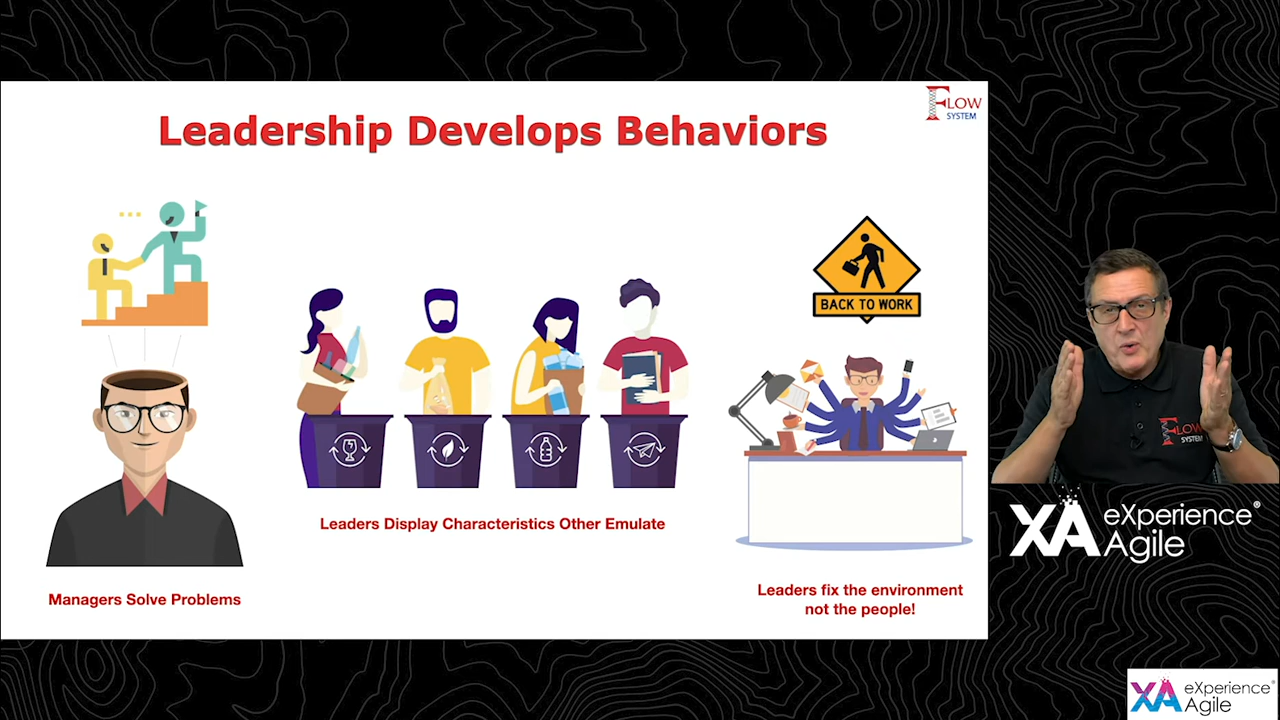 FLOW
SYSTEM
Leadership Develops Behaviors
BACK TO WORK
Leaders Display Characteristics Other Emulate
Managers Solve Problems
Leaders fix the environment
not the people!
FLOW
SYSTEM
XA eXperience®
Agile
XA eXperience®
Agile